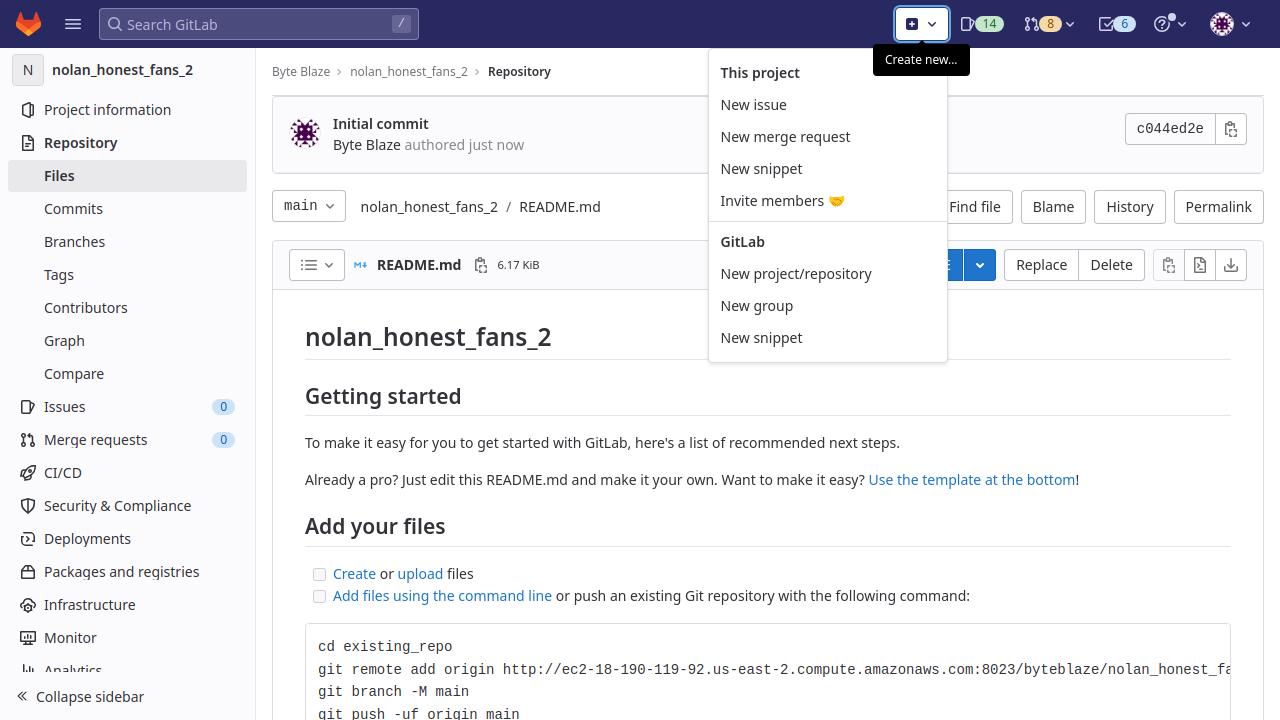 Search GitLab
/
14
8
6
Create new...
N
nolan_honest_fans_2
Project information
Repository
Files
Commits
Branches
Tags
Contributors
Graph
Compare
Issues
0
Merge requests
0
CI/CD
Security & Compliance
Deployments
Packages and registries
Infrastructure
Monitor
Analytics
Collapse sidebar
Byte Blaze
nolan_honest_fans_2
Repository
This project
New issue
New merge request
New snippet
Invite members 🤝
GitLab
New project/repository
New group
New snippet
Initial commit
Byte Blaze authored just now
c044ed2e
main
nolan_honest_fans_2 / README.md
Find file
Blame
History
Permalink
README.md
6.17 KiB
Replace
Delete
nolan_honest_fans_2
Getting started
To make it easy for you to get started with GitLab, here's a list of recommended next steps.
Already a pro? Just edit this README.md and make it your own. Want to make it easy? Use the template at the bottom!
Add your files
Create or upload files
Add files using the command line or push an existing Git repository with the following command:
cd existing_repo
git remote add origin http://ec2-18-190-119-92.us-east-2.compute.amazonaws.com:8023/byteblaze/nolan_honest_fa
git branch -M main
git push -uf origin main